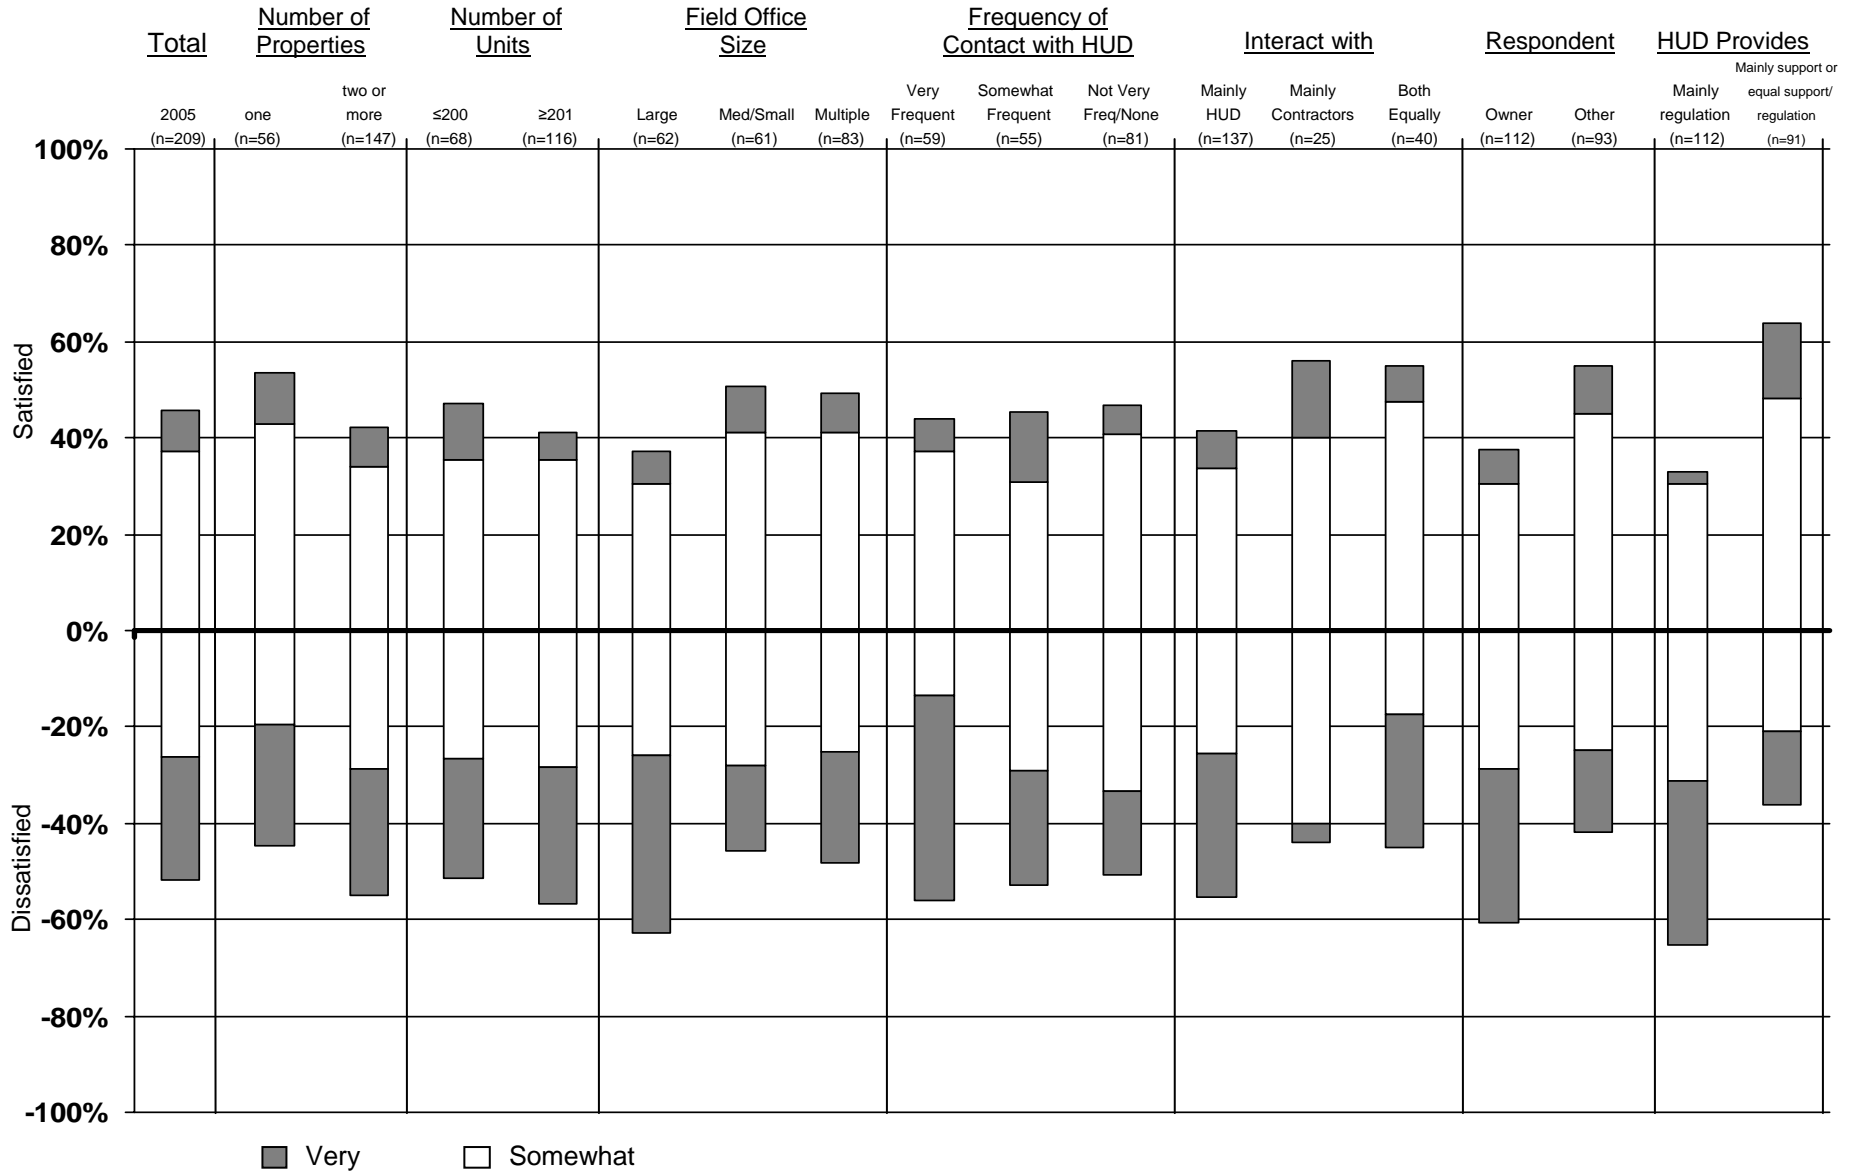 Total
Number of
Properties
Number of
Units
Field Office
Size
Frequency of
Contact with HUD
Interact with
Respondent
HUD Provides
2005
(n=209)
one
(n=56)
two or
more
(n=147)
≤200
(n=68)
≥201
(n=116)
Large
(n=62)
Med/Small
(n=61)
Multiple
(n=83)
Very
Frequent
(n=59)
Somewhat
Frequent
(n=55)
Not Very
Freq/None
(n=81)
Mainly
HUD
(n=137)
Mainly
Contractors
(n=25)
Both
Equally
(n=40)
Owner
(n=112)
Other
(n=93)
Mainly
regulation
(n=112)
Mainly support or
equal support/
regulation
(n=91)
100%
80%
60%
40%
20%
0%
-20%
-40%
-60%
-80%
-100%
Satisfied
Dissatisfied
Very
Somewhat